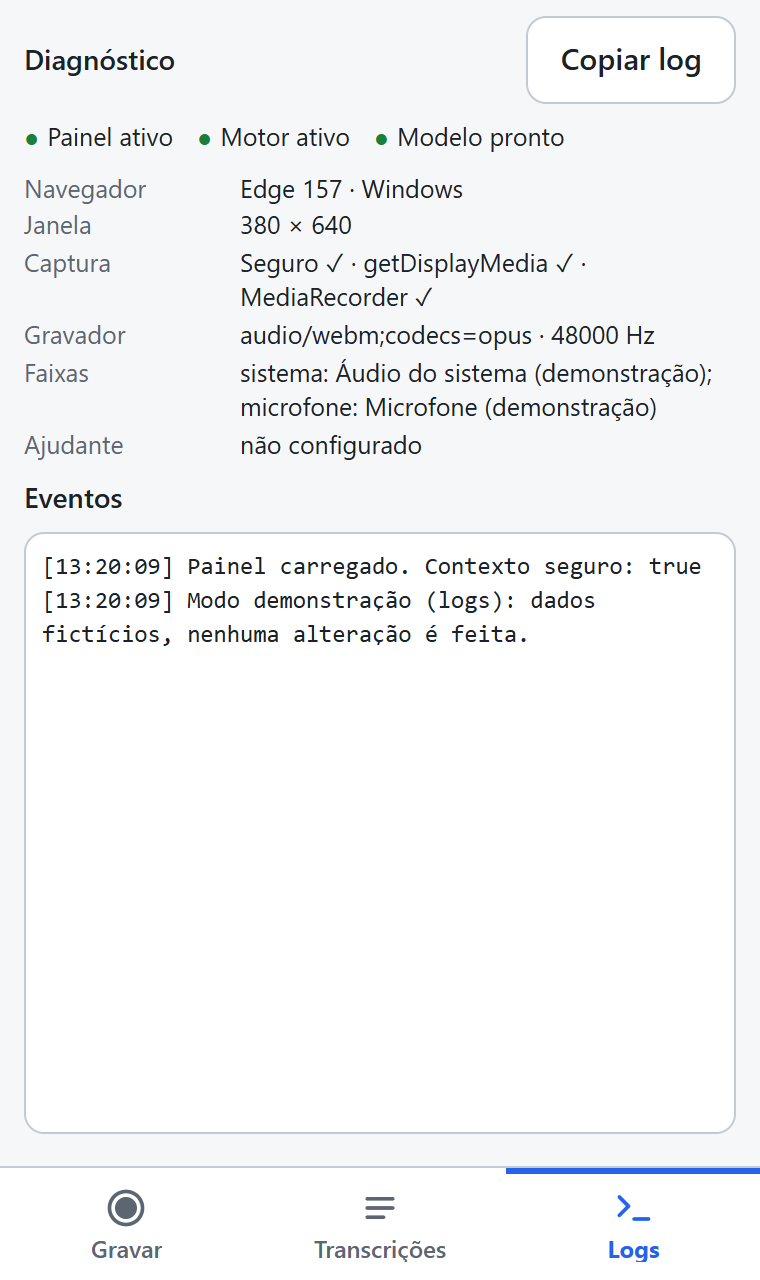 Diagnóstico
Copiar log
● Painel ativo ● Motor ativo ● Modelo pronto
Navegador Edge 157 · Windows
Janela 380 × 640
Captura Seguro ✓ · getDisplayMedia ✓ ·
MediaRecorder ✓
Gravador audio/webm;codecs=opus · 48000 Hz
Faixas sistema: Áudio do sistema (demonstração);
microfone: Microfone (demonstração)
Ajudante não configurado
Eventos
[13:20:09] Painel carregado. Contexto seguro: true
[13:20:09] Modo demonstração (logs): dados
fictícios, nenhuma alteração é feita.
Gravar Transcrições Logs